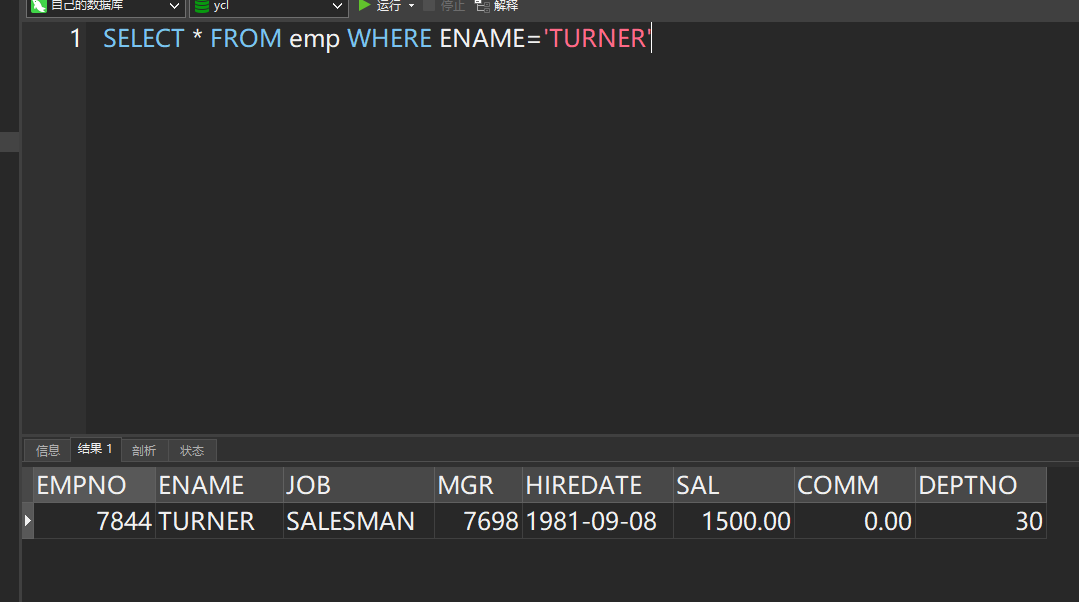 自己的数据库 ycl 运行 停止 解释
1 SELECT * FROM emp WHERE ENAME='TURNER'
信息 结果 1 剖析 状态
EMPNO ENAME JOB MGR HIREDATE SAL COMM DEPTNO
7844 TURNER SALESMAN 7698 1981-09-08 1500.00 0.00 30